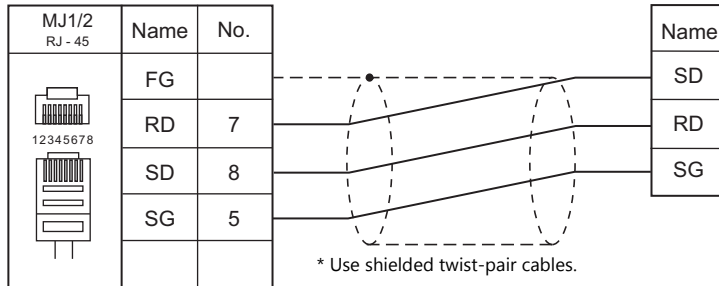 MJ1/2
RJ - 45
Name
No.
FG
RD
7
SD
8
SG
5
12345678
Name
SD
RD
SG
* Use shielded twist-pair cables.